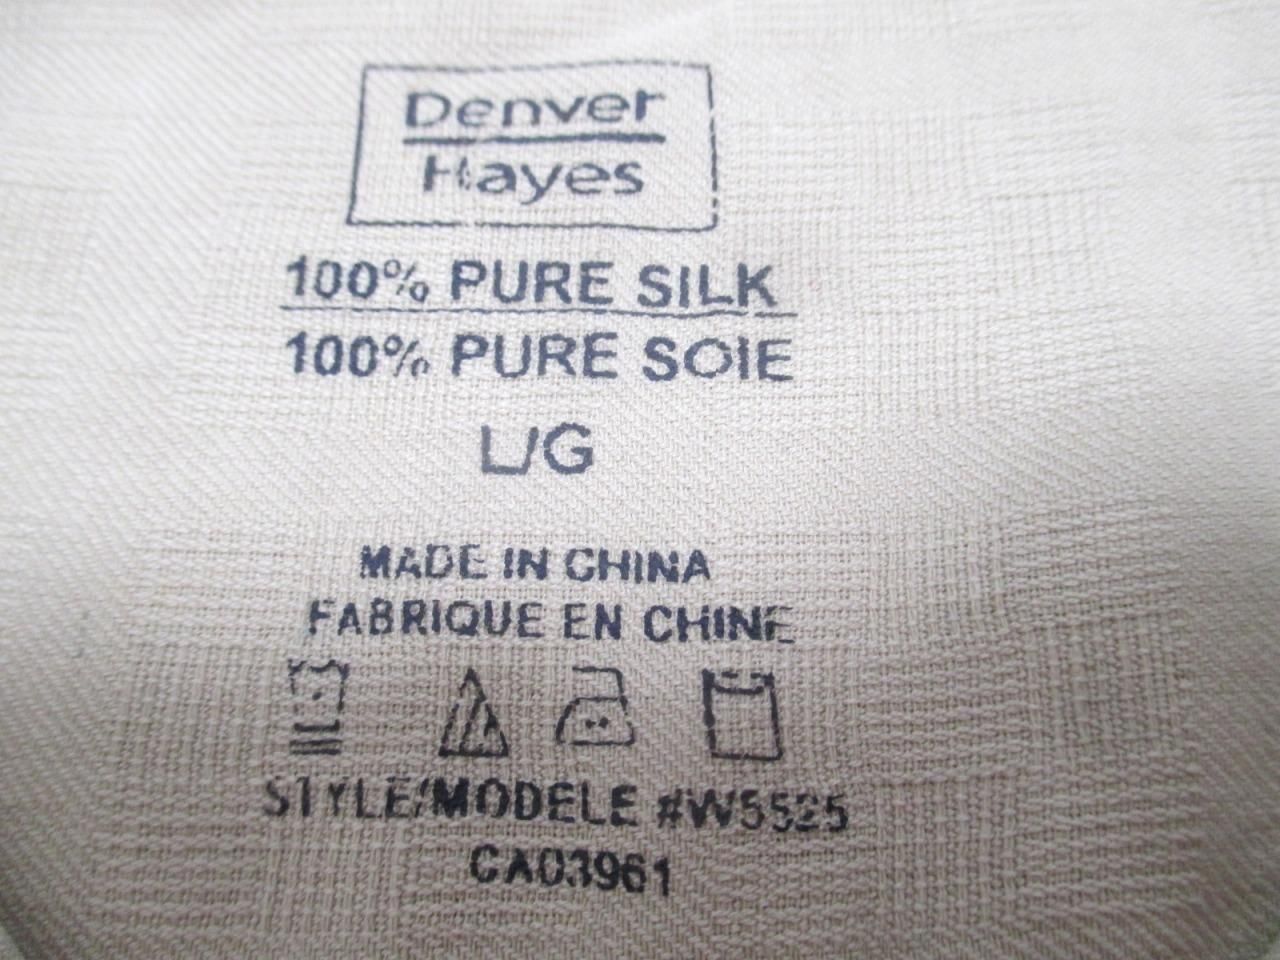 Denver
Hayes
100% PURE SILK
100% PURE SOIE
L/G
MADE IN CHINA
FABRIQUE EN CHINE
STYLE/MODELE #W5525
CA03961